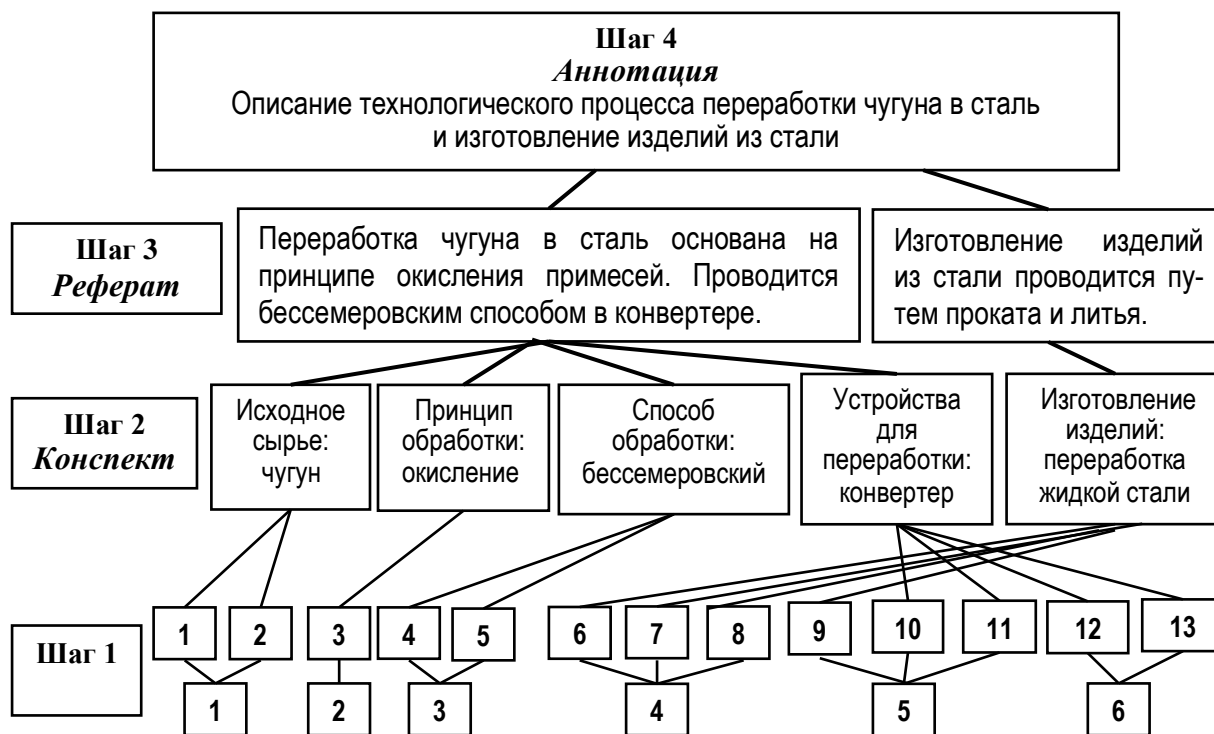 Шаг 4
Аннотация
Описание технологического процесса переработки чугуна в сталь
и изготовление изделий из стали
Шаг 3
Реферат
Переработка чугуна в сталь основана на
принципе окисления примесей. Проводится
бессемеровским способом в конвертере.
Изготовление изделий
из стали проводится пу-
тем проката и литья.
Шаг 2
Конспект
Исходное
сырье:
чугун
Принцип
обработки:
окисление
Способ
обработки:
бессемеровский
Устройства
для
переработки:
конвертер
Изготовление
изделий:
переработка
жидкой стали
Шаг 1
1
2
3
4
5
6
7
8
9
10
11
12
13
1
2
3
4
5
6